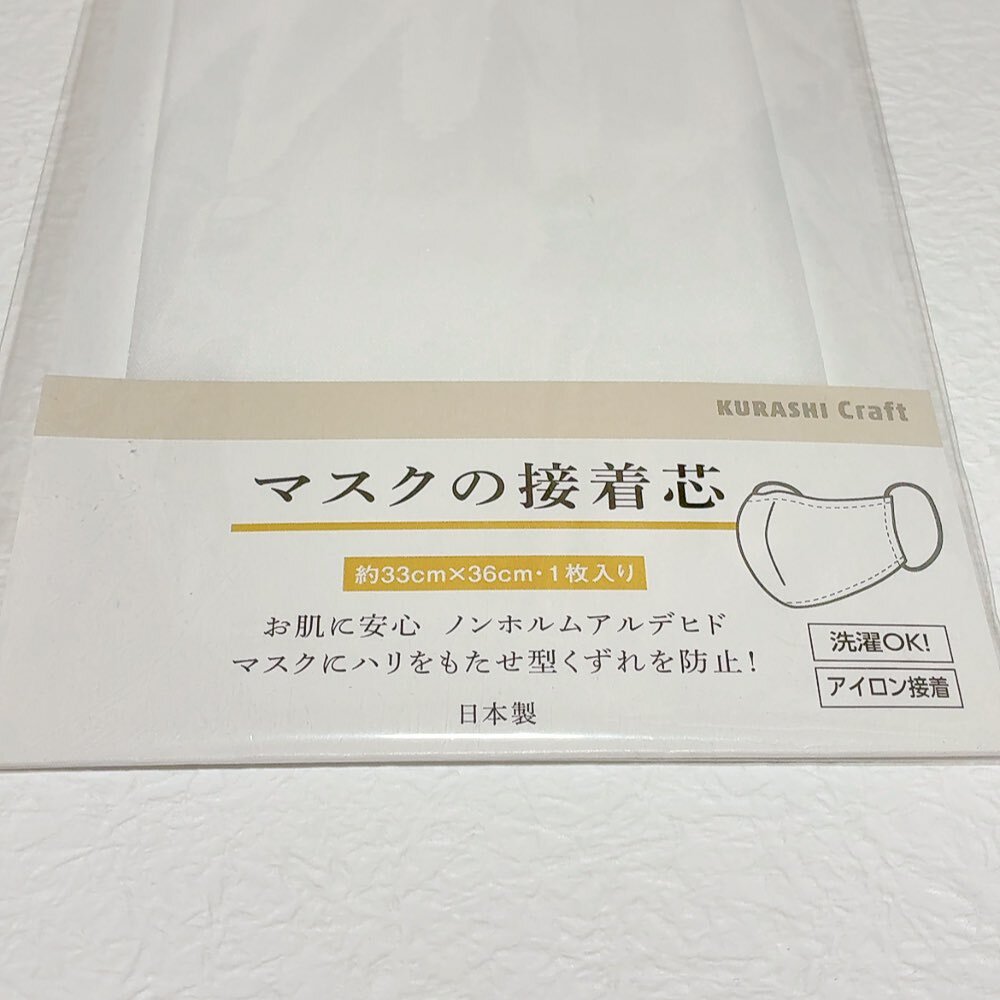 KURASHI Craft
マスクの接着芯
約33cm×36cm・1枚入り
お肌に安心 ノンホルムアルデヒド
マスクにハリをもたせ型くずれを防止!
日本製
洗濯OK!
アイロン接着